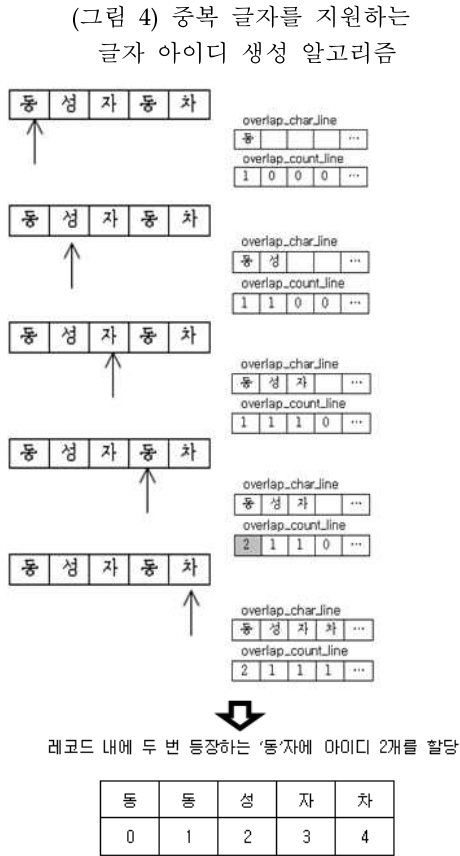 (그림 4) 중복 글자를 지원하는
글자 아이디 생성 알고리즘
동 성 자 동 차
overlap_char_line
동 ...
overlap_count_line
1 0 0 0 ...
동 성 자 동 차
overlap_char_line
동 성 ...
overlap_count_line
1 1 0 0 ...
동 성 자 동 차
overlap_char_line
동 성 자 ...
overlap_count_line
1 1 1 0 ...
동 성 자 동 차
overlap_char_line
동 성 자 ...
overlap_count_line
2 1 1 0 ...
동 성 자 동 차
overlap_char_line
동 성 자 차 ...
overlap_count_line
2 1 1 1 ...
레코드 내에 두 번 등장하는 '동'자에 아이디 2개를 할당
동 동 성 자 차
0 1 2 3 4